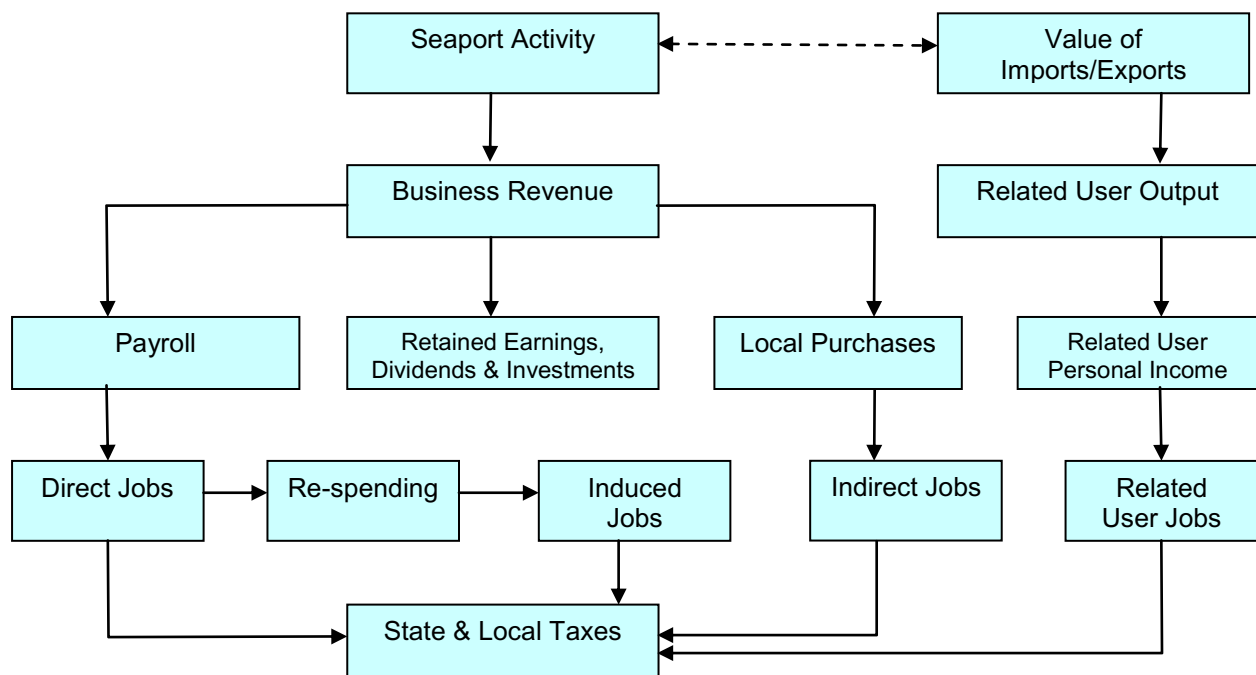 Seaport Activity
Value of
Imports/Exports
Business Revenue
Related User Output
Payroll
Retained Earnings,
Dividends & Investments
Local Purchases
Related User
Personal Income
Direct Jobs
Re-spending
Induced
Jobs
Indirect Jobs
Related
User Jobs
State & Local Taxes